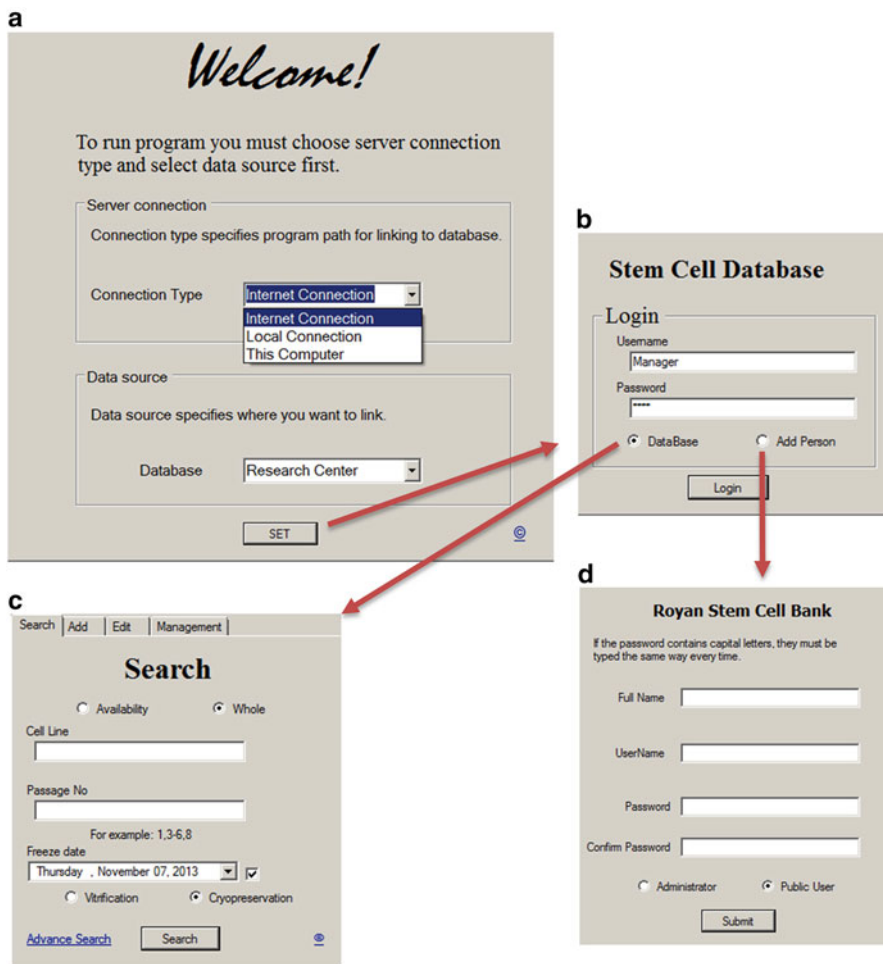 a
Welcome!
To run program you must choose server connection
type and select data source first.
Server connection
Connection type specifies program path for linking to database.
Connection Type
Internet Connection
Internet Connection
Local Connection
This Computer
Data source
Data source specifies where you want to link.
Database
Research Center
SET
©
b
Stem Cell Database
Login
Username
Manager
Password
----
DataBase
Add Person
Login
c
Search
Add
Edit
Management
Search
Availability
Whole
Cell Line
Passage No
For example: 1,3-6,8
Freeze date
Thursday , November 07, 2013
Vitrification
Cryopreservation
Advance Search
Search
d
Royan Stem Cell Bank
If the password contains capital letters, they must be
typed the same way every time.
Full Name
UserName
Password
Confirm Password
Administrator
Public User
Submit